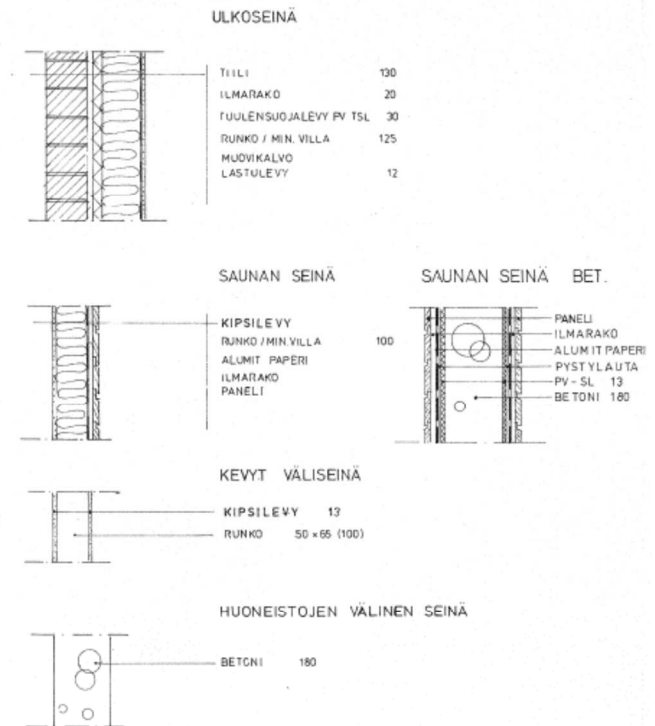 ULKOSEINÄ
TIILI 130
ILMARAKO 20
TUULENSUOJALEVY PV TSL 30
RUNKO / MIN. VILLA 125
MUOVIKALVO
LASTULEVY 12
SAUNAN SEINÄ
KIPSILEVY
RUNKO / MIN. VILLA 100
ALUMIT PAPERI
ILMARAKO
PANELI
SAUNAN SEINÄ BET.
PANELI
ILMARAKO
ALUMIT PAPERI
PYSTYLAUTA
PV - SL 13
BETONI 180
KEVYT VÄLISEINÄ
KIPSILEVY 13
RUNKO 50 x 65 (100)
HUONEISTOJEN VÄLINEN SEINÄ
BETONI 180